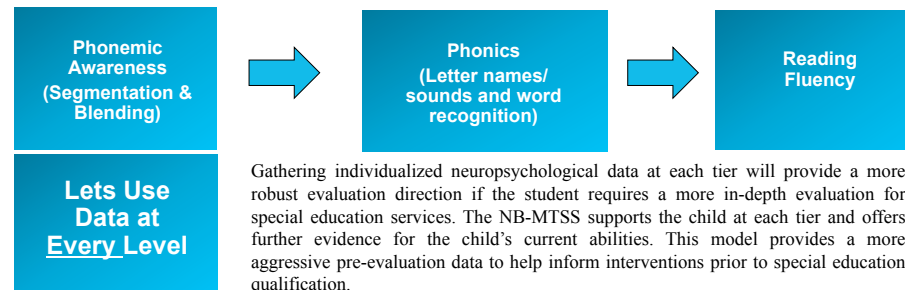 Phonemic
Awareness
(Segmentation &
Blending)
Phonics
(Letter names/
sounds and word
recognition)
Reading
Fluency
Lets Use
Data at
Every Level
Gathering individualized neuropsychological data at each tier will provide a more
robust evaluation direction if the student requires a more in-depth evaluation for
special education services. The NB-MTSS supports the child at each tier and offers
further evidence for the child's current abilities. This model provides a more
aggressive pre-evaluation data to help inform interventions prior to special education
qualification.